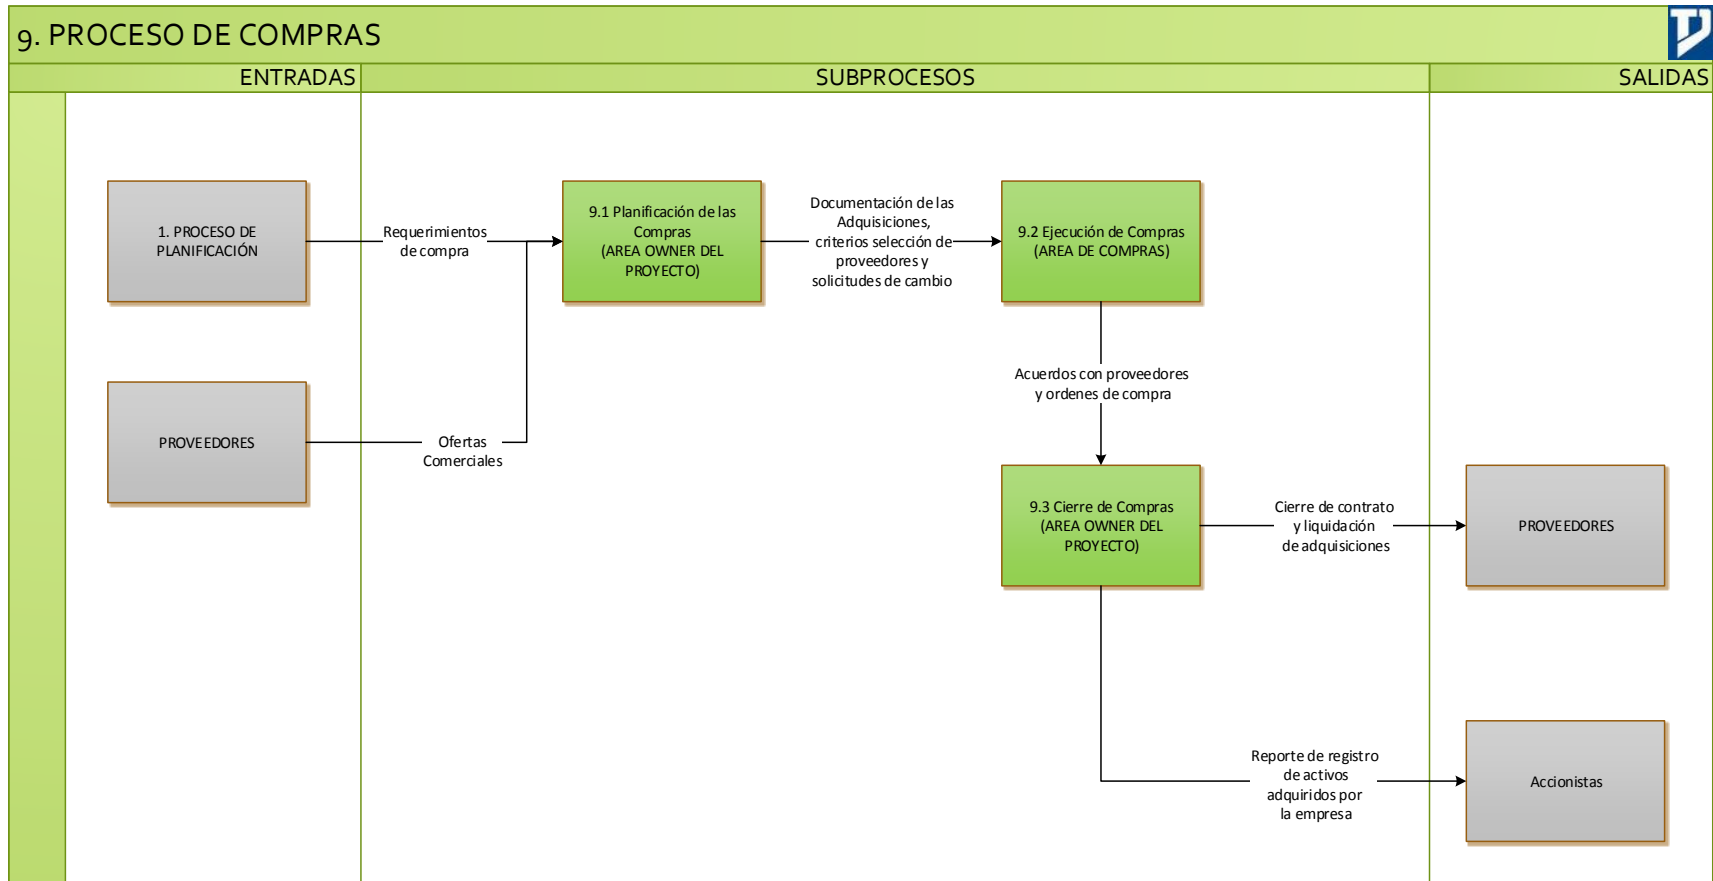 9. PROCESO DE COMPRAS
ENTRADAS
SUBPROCESOS
SALIDAS
1. PROCESO DE
PLANIFICACIÓN
Requerimientos
de compra
9.1 Planificación de las
Compras
(AREA OWNER DEL
PROYECTO)
Documentación de las
Adquisiciones,
criterios selección de
proveedores y
solicitudes de cambio
9.2 Ejecución de Compras
(AREA DE COMPRAS)
Acuerdos con proveedores
y ordenes de compra
PROVEEDORES
Ofertas
Comerciales
9.3 Cierre de Compras
(AREA OWNER DEL
PROYECTO)
Cierre de contrato
y liquidación
de adquisiciones
PROVEEDORES
Reporte de registro
de activos
adquiridos por
la empresa
Accionistas